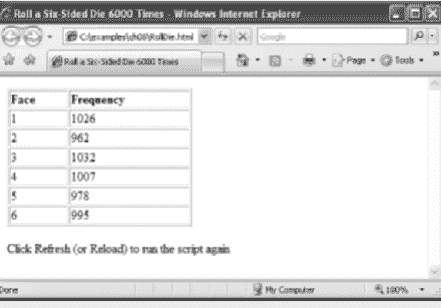 Roll a Six-Sided Die 6000 Times - Windows Internet Explorer
C:\examples\ch08\RollDie.html
Google
Roll a Six-Sided Die 6000 Times
Page
Tools
Face Frequency
1 1026
2 962
3 1032
4 1007
5 978
6 995
Click Refresh (or Reload) to run the script again
Done
My Computer
100%